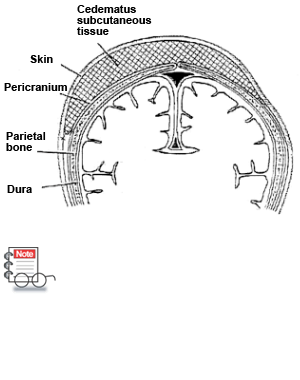 Cedematus
subcutaneous
tissue
Skin
Pericranium
Parietal
bone
Dura
Note